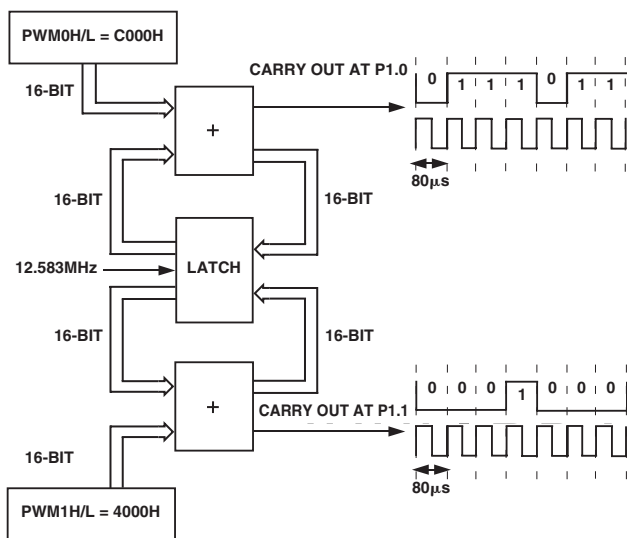 PWM0H/L = C000H
16-BIT
CARRY OUT AT P1.0
0 1 1 1 0 1 1
+
80μs
16-BIT
16-BIT
12.583MHz
LATCH
16-BIT
16-BIT
0 0 0 1 0 0 0
+
CARRY OUT AT P1.1
16-BIT
80μs
PWM1H/L = 4000H